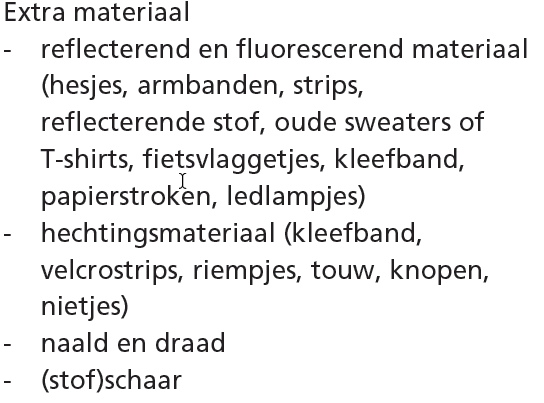 Extra materiaal
- reflecterend en fluorescerend materiaal
(hesjes, armbanden, strips,
reflecterende stof, oude sweaters of
T-shirts, fietsvlaggetjes, kleefband,
papierstroken, ledlampjes)
- hechtingsmateriaal (kleefband,
velcrostrips, riempjes, touw, knopen,
nietjes)
- naald en draad
- (stof)schaar